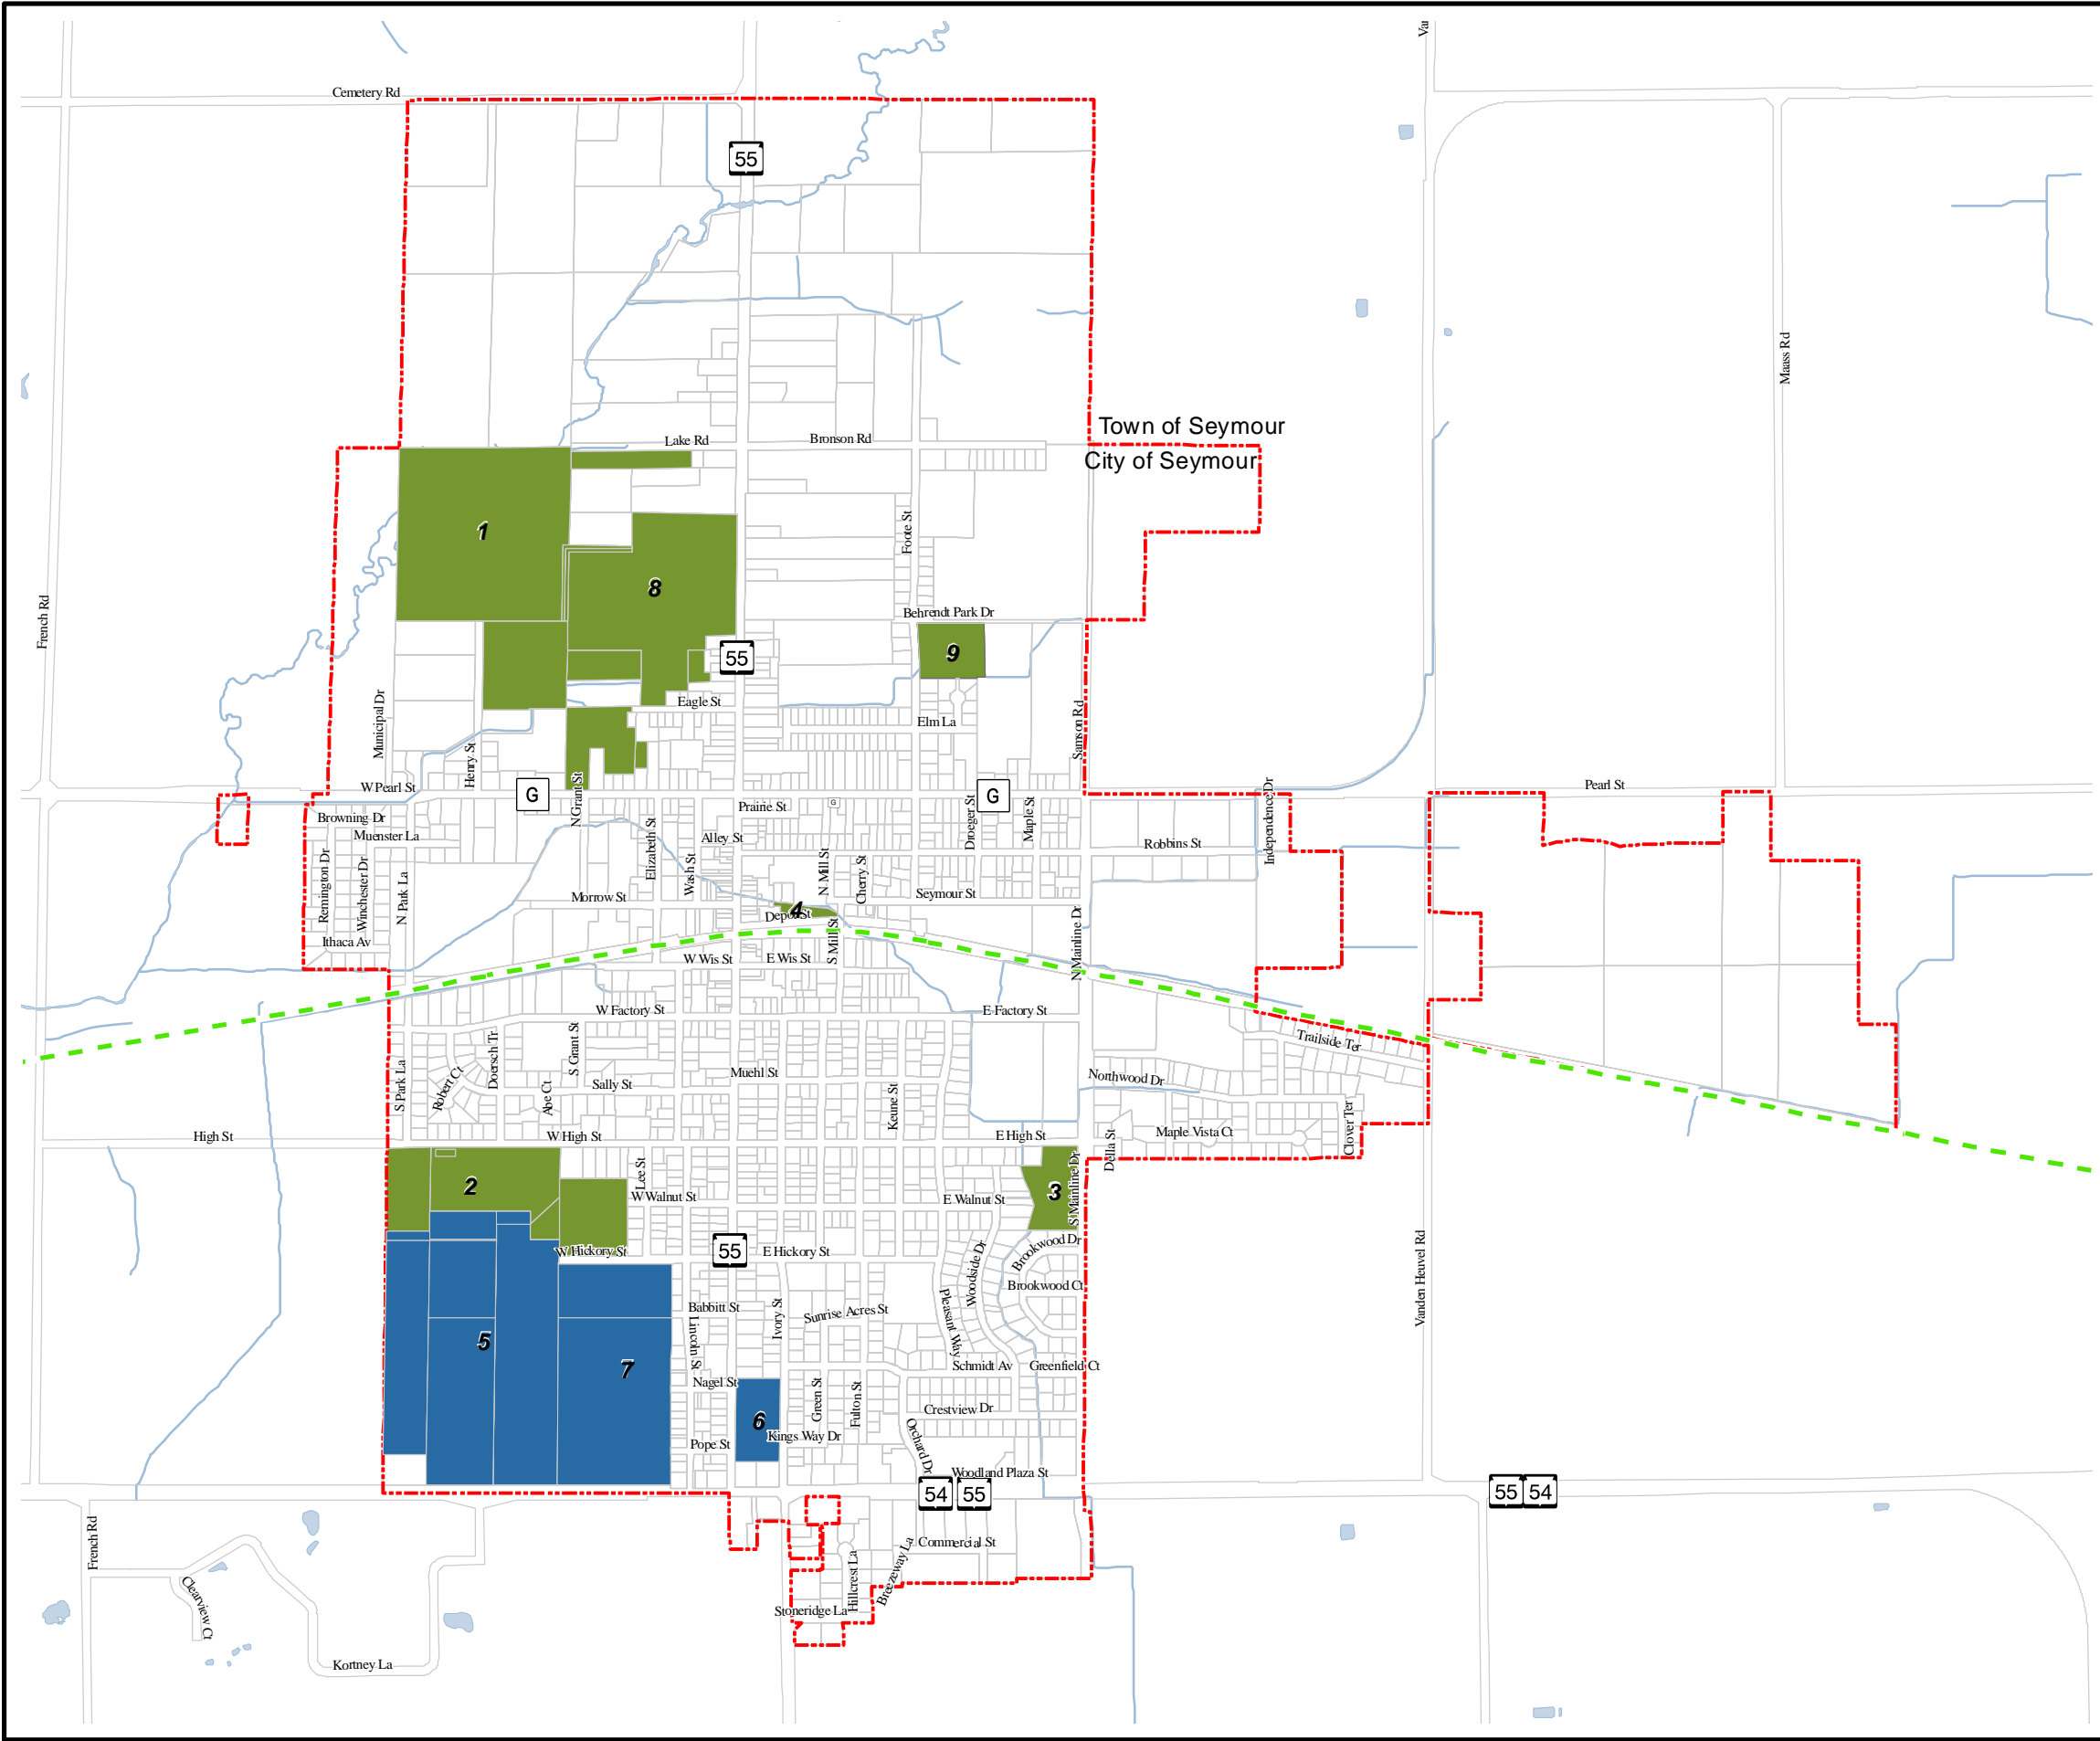 Van
Cemetery Rd
55
Maass Rd
Town of Seymour
Lake Rd
Bronson Rd
City of Seymour
1
Foote St
8
French Rd
Behrendt Park Dr
9
55
Eagle St
Municipal Dr
Elm La
Samson Rd
Henry St
W Pearl St
G
N Grant St
Prairie St
G
G
Droeger St
Maple St
Independence Dr
Pearl St
Browning Dr
Muenster La
Elizabeth St
Alley St
Robbins St
Remington Dr
Winchester Dr
N Park La
Wash St
N Mill St
Cherry St
Morrow St
Seymour St
4
Depot St
Ithaca Av
S Mill St
N Mainline Dr
W Wis St
E Wis St
W Factory St
E Factory St
Trailside Ter
Doersch Tr
S Grant St
S Park La
Robert Ct
Abe Ct
Sally St
Muehl St
Keune St
Northwood Dr
High St
W High St
E High St
Della St
Maple Vista Ct
Clover Ter
2
Lee St
W Walnut St
E Walnut St
3
S Mainline Dr
W Hickory St
55
E Hickory St
Woodside Dr
Brookwood Dr
Brookwood Ct
Vanden Heuvel Rd
Babbitt St
Ivory St
Sunrise Acres St
Pleasant Way
5
7
Lincoln St
Schmidt Av
Greenfield Ct
Nagel St
Green St
Fulton St
6
Crestview Dr
Kings Way Dr
Pope St
Orchard Dr
Woodland Plaza St
54
55
55
54
French Rd
Commercial St
Hillcrest La
Breezeway La
Clearview Ct
Stoneridge La
Kortney La